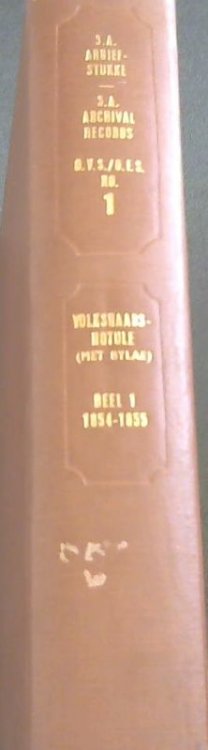 S.A.
ARGIEF-
STUKKE
S.A.
ARCHIVAL
RECORDS
O.V.S./O.F.S.
NO.
1
VOLKSRAADS-
NOTULE
(MET BYLAE)
DEEL 1
1854-1855